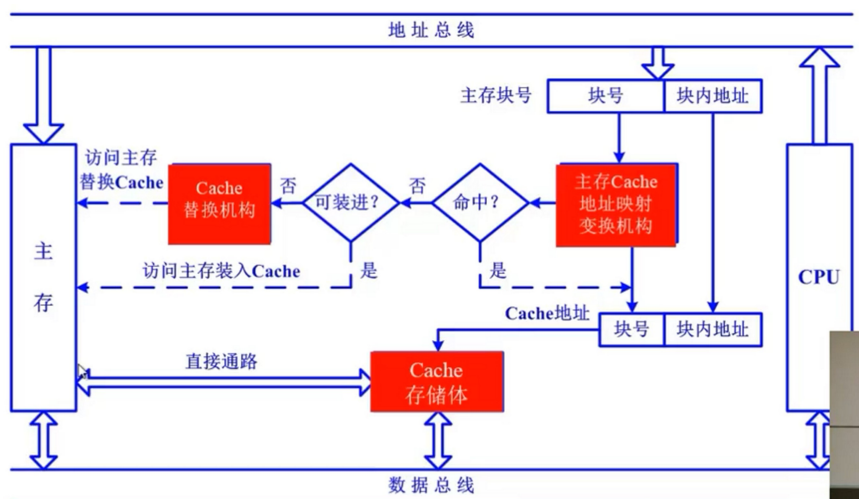 地址总线
主存块号
块号
块内地址
访问主存
替换Cache
Cache
替换机构
否
可装进?
否
命中?
主存Cache
地址映射
变换机构
主
存
访问主存装入Cache
是
是
CPU
Cache地址
块号
块内地址
直接通路
Cache
存储体
数据总线